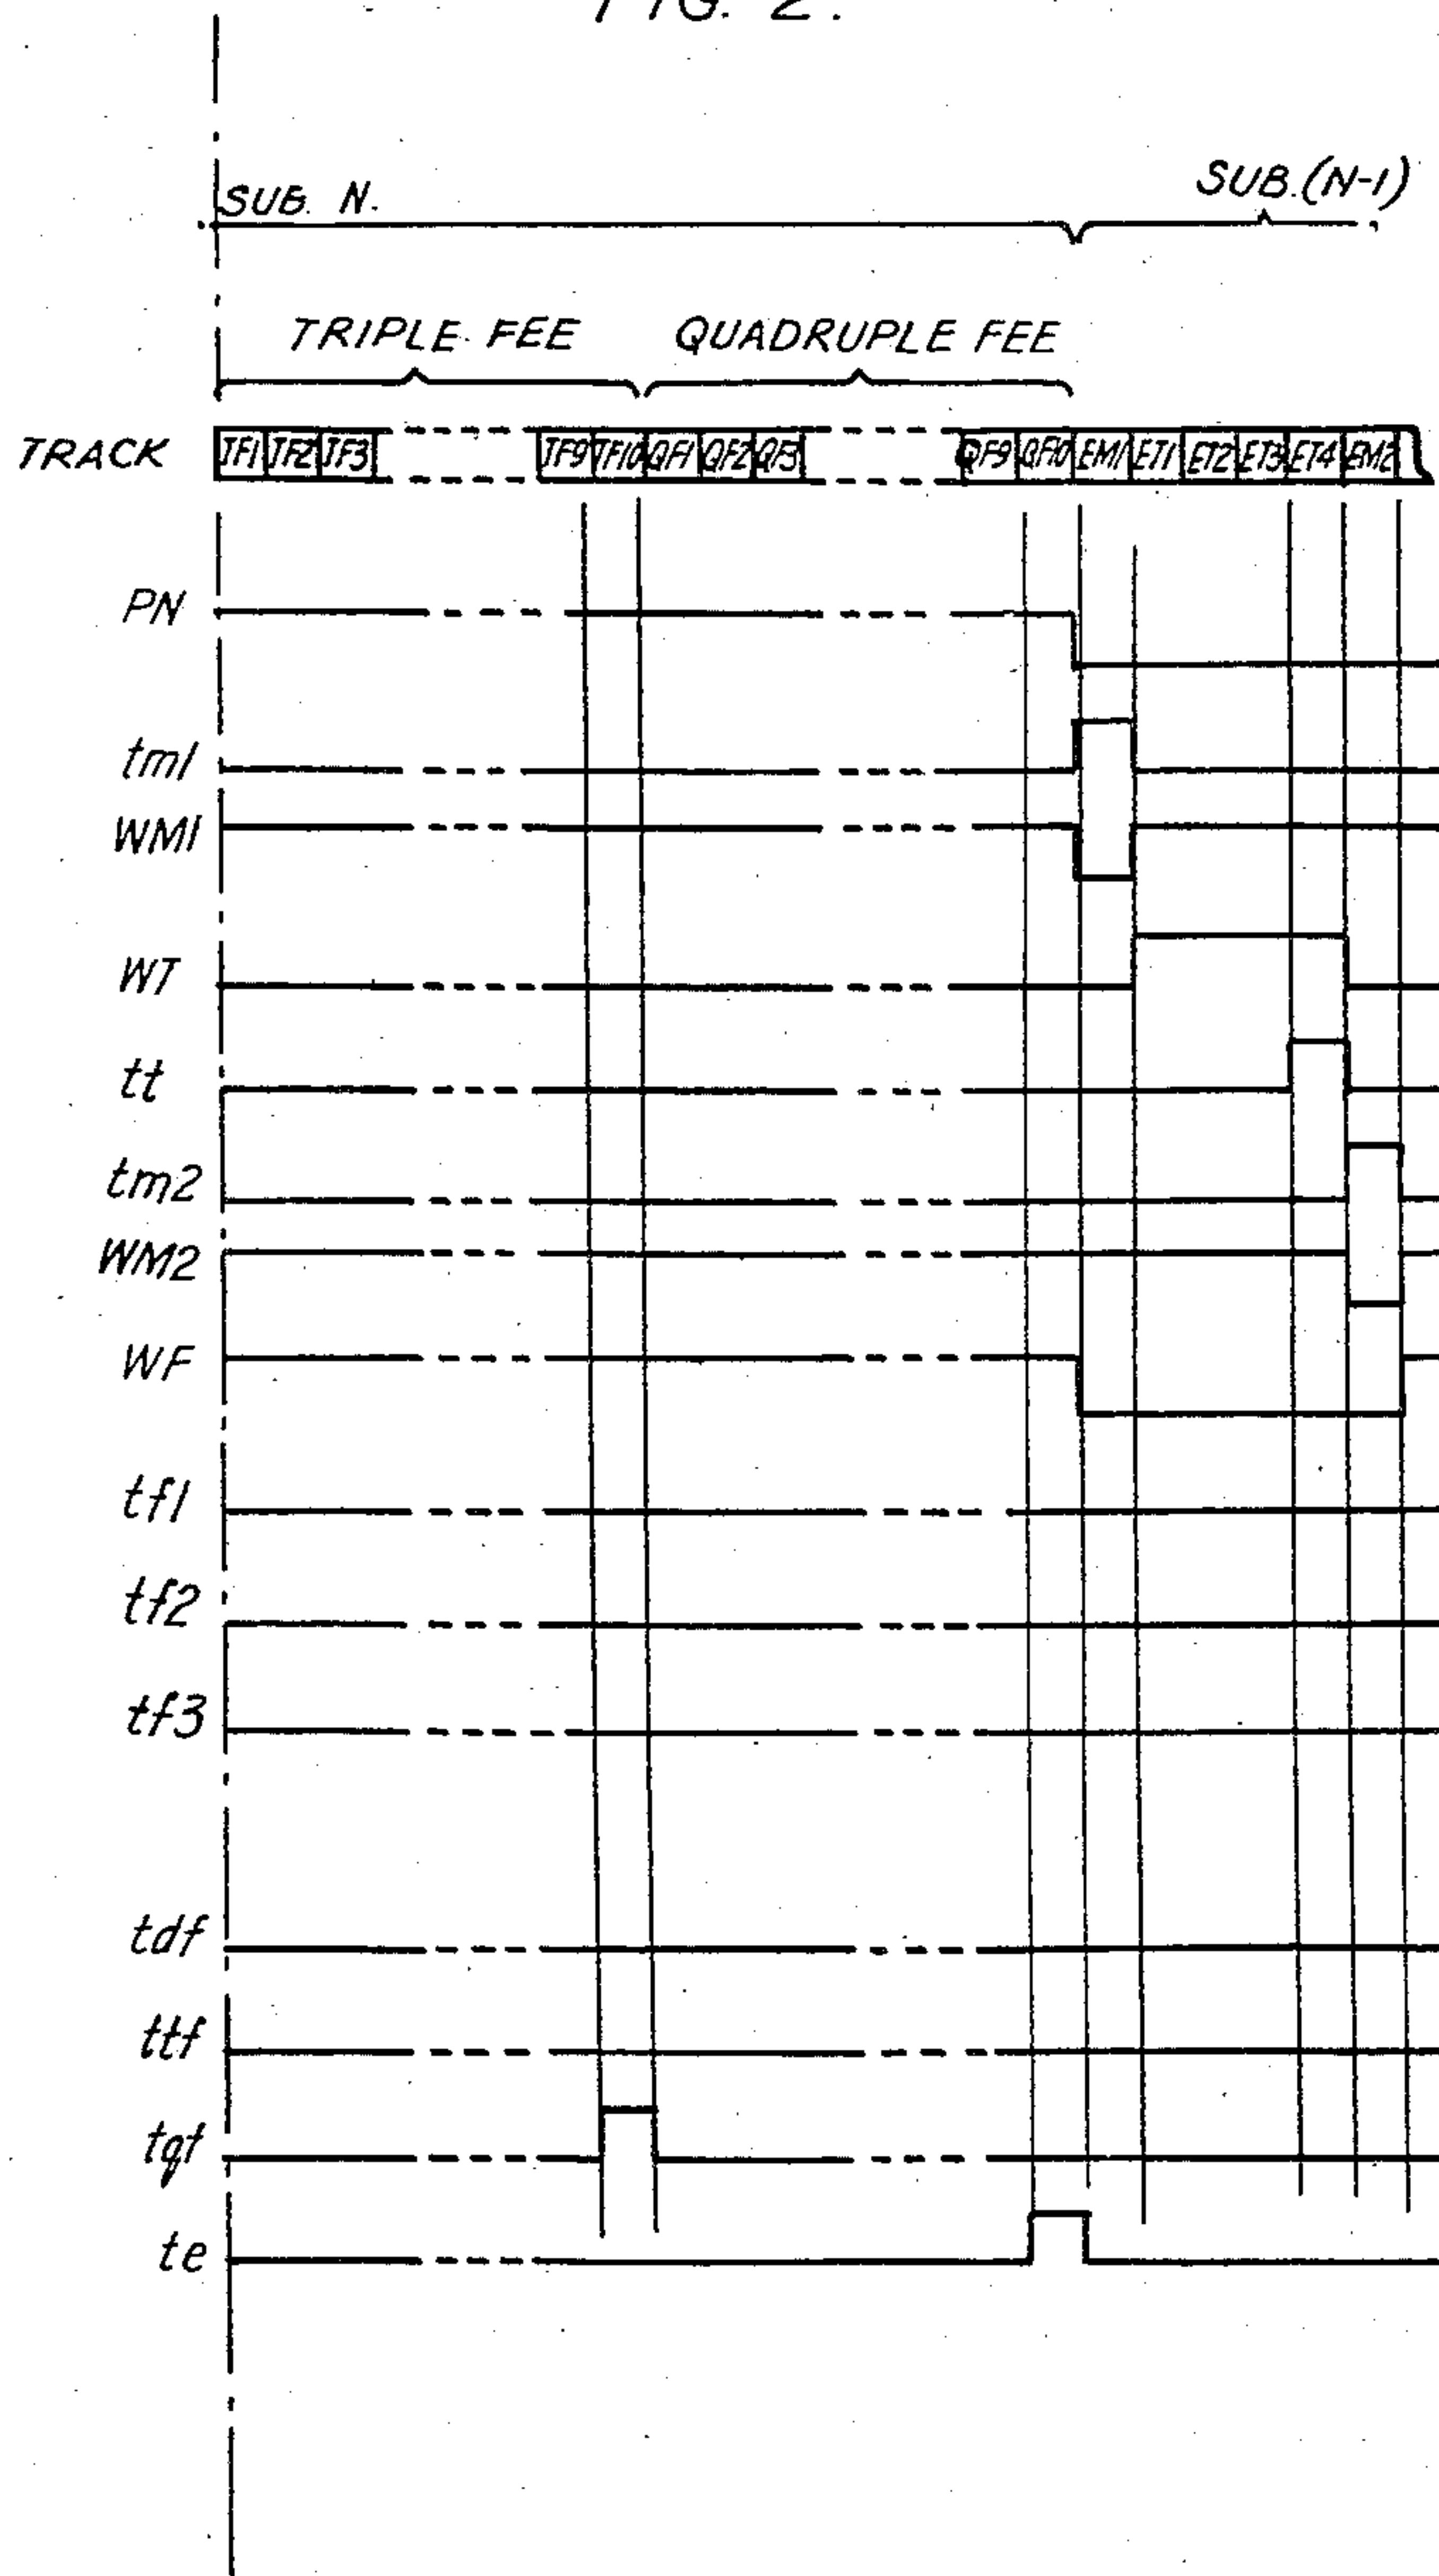 FIG. 2.
SUB. N.
SUB.(N-1)
TRIPLE FEE QUADRUPLE FEE
TRACK TF1 TF2 TF3 TF9 TF10 QF1 QF2 QF3 QF9 QF10 EM1 ET1 ET2 ET3 ET4 EM2
PN
tm1
WM1
WT
tt
tm2
WM2
WF
tf1
tf2
tf3
tdf
ttf
tqf
te